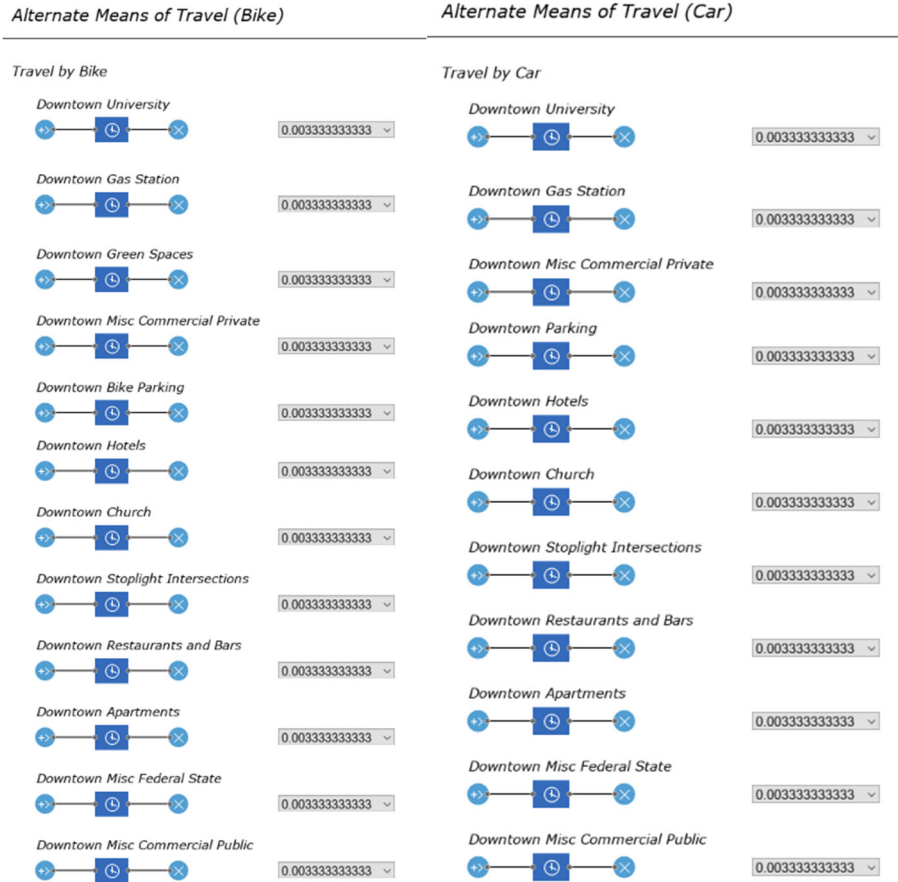 Alternate Means of Travel (Bike)
Travel by Bike
Downtown University
0.003333333333
Downtown Gas Station
0.003333333333
Downtown Green Spaces
0.003333333333
Downtown Misc Commercial Private
0.003333333333
Downtown Bike Parking
0.003333333333
Downtown Hotels
0.003333333333
Downtown Church
0.003333333333
Downtown Stoplight Intersections
0.003333333333
Downtown Restaurants and Bars
0.003333333333
Downtown Apartments
0.003333333333
Downtown Misc Federal State
0.003333333333
Downtown Misc Commercial Public
0.003333333333
Alternate Means of Travel (Car)
Travel by Car
Downtown University
0.003333333333
Downtown Gas Station
0.003333333333
Downtown Misc Commercial Private
0.003333333333
Downtown Parking
0.003333333333
Downtown Hotels
0.003333333333
Downtown Church
0.003333333333
Downtown Stoplight Intersections
0.003333333333
Downtown Restaurants and Bars
0.003333333333
Downtown Apartments
0.003333333333
Downtown Misc Federal State
0.003333333333
Downtown Misc Commercial Public
0.003333333333